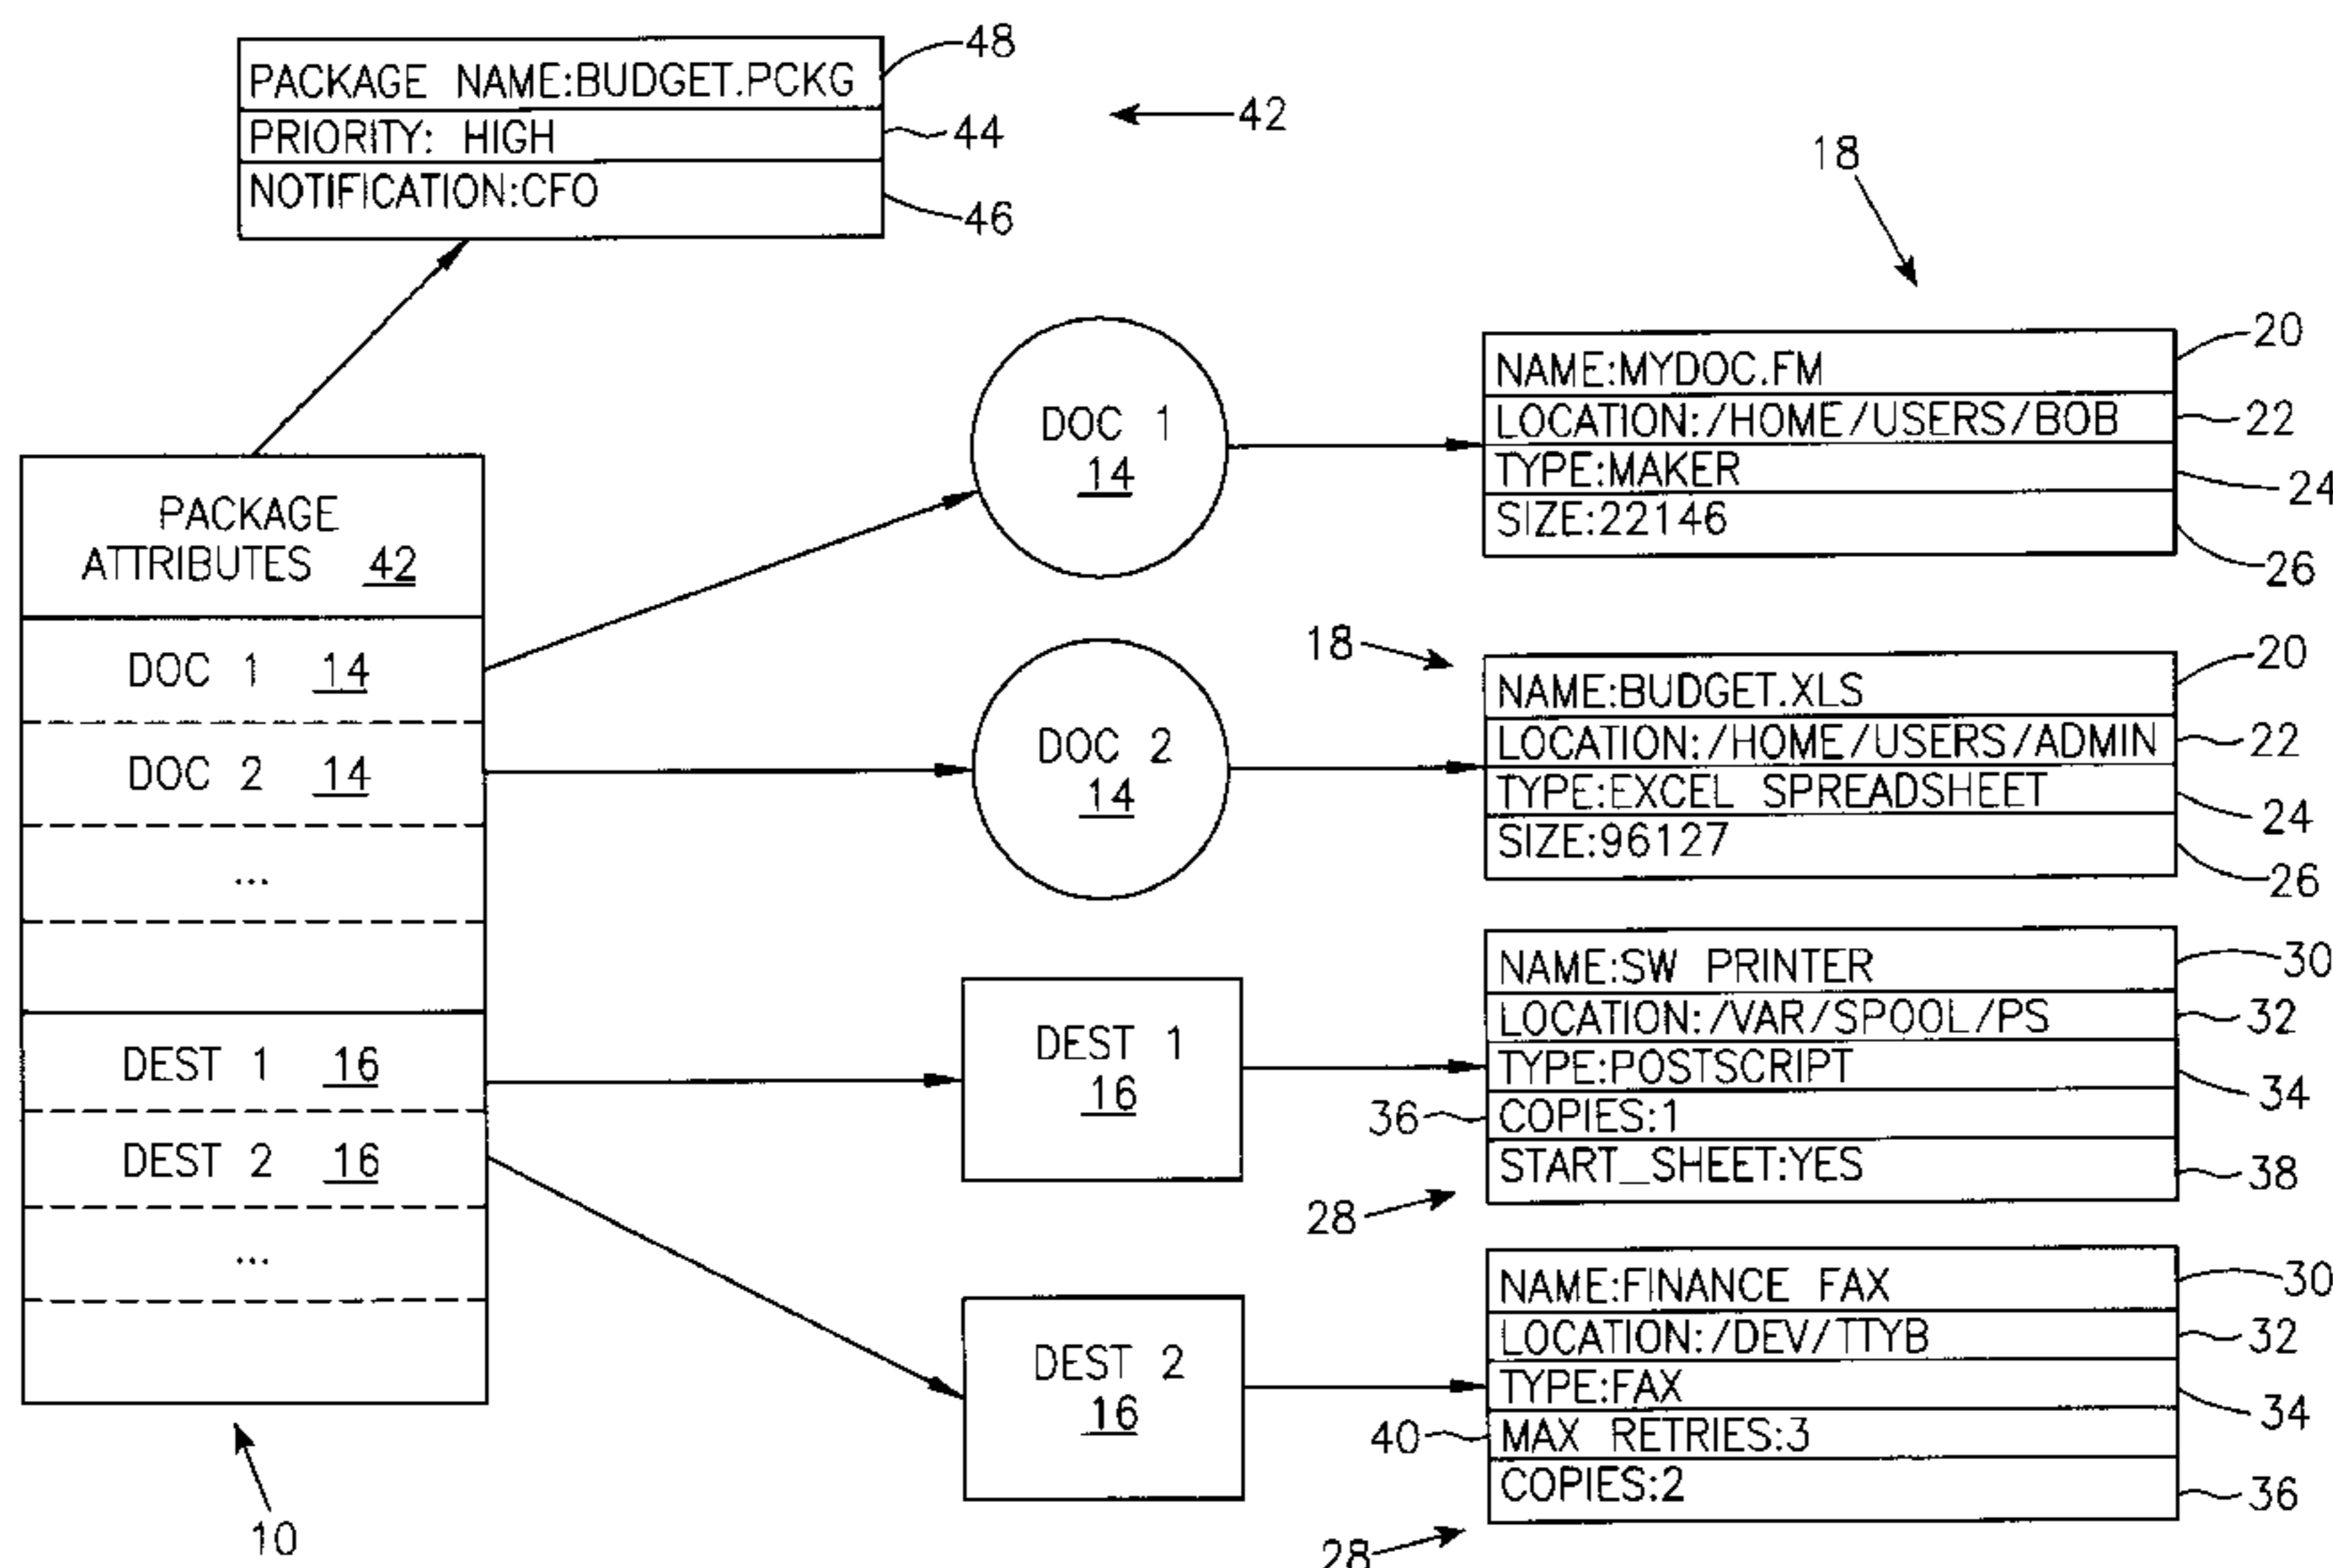 PACKAGE NAME:BUDGET.PCKG
48
PRIORITY: HIGH
44
NOTIFICATION:CFO
46
42
18
PACKAGE
ATTRIBUTES 42
DOC 1 14
DOC 2 14
...
DEST 1 16
DEST 2 16
...
10
DOC 1
14
NAME:MYDOC.FM
20
LOCATION:/HOME/USERS/BOB
22
TYPE:MAKER
24
SIZE:22146
26
DOC 2
14
18
NAME:BUDGET.XLS
20
LOCATION:/HOME/USERS/ADMIN
22
TYPE:EXCEL SPREADSHEET
24
SIZE:96127
26
DEST 1
16
NAME:SW PRINTER
30
LOCATION:/VAR/SPOOL/PS
32
TYPE:POSTSCRIPT
34
36
COPIES:1
START_SHEET:YES
38
28
DEST 2
16
NAME:FINANCE FAX
30
LOCATION:/DEV/TTYB
32
TYPE:FAX
34
40
MAX RETRIES:3
COPIES:2
36
28